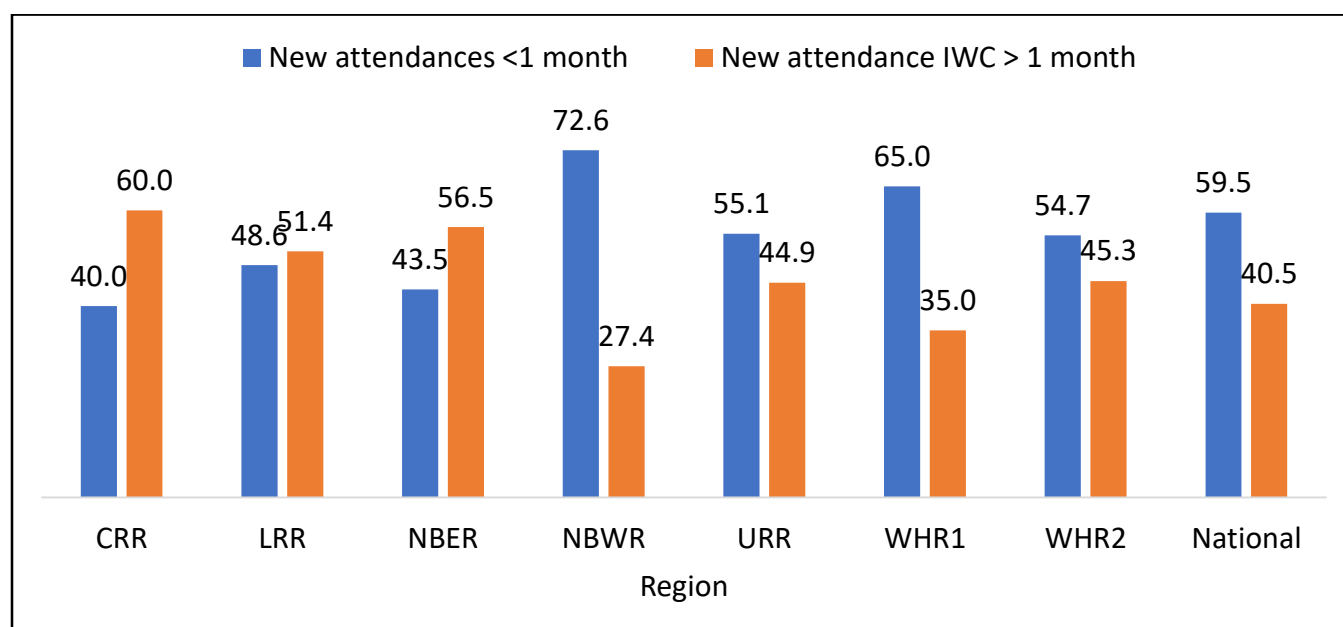 New attendances <1 month New attendance IWC > 1 month
40.0 60.0 48.6 51.4 43.5 56.5 72.6 27.4 55.1 44.9 65.0 35.0 54.7 45.3 59.5 40.5
CRR LRR NBER NBWR URR WHR1 WHR2 National
Region